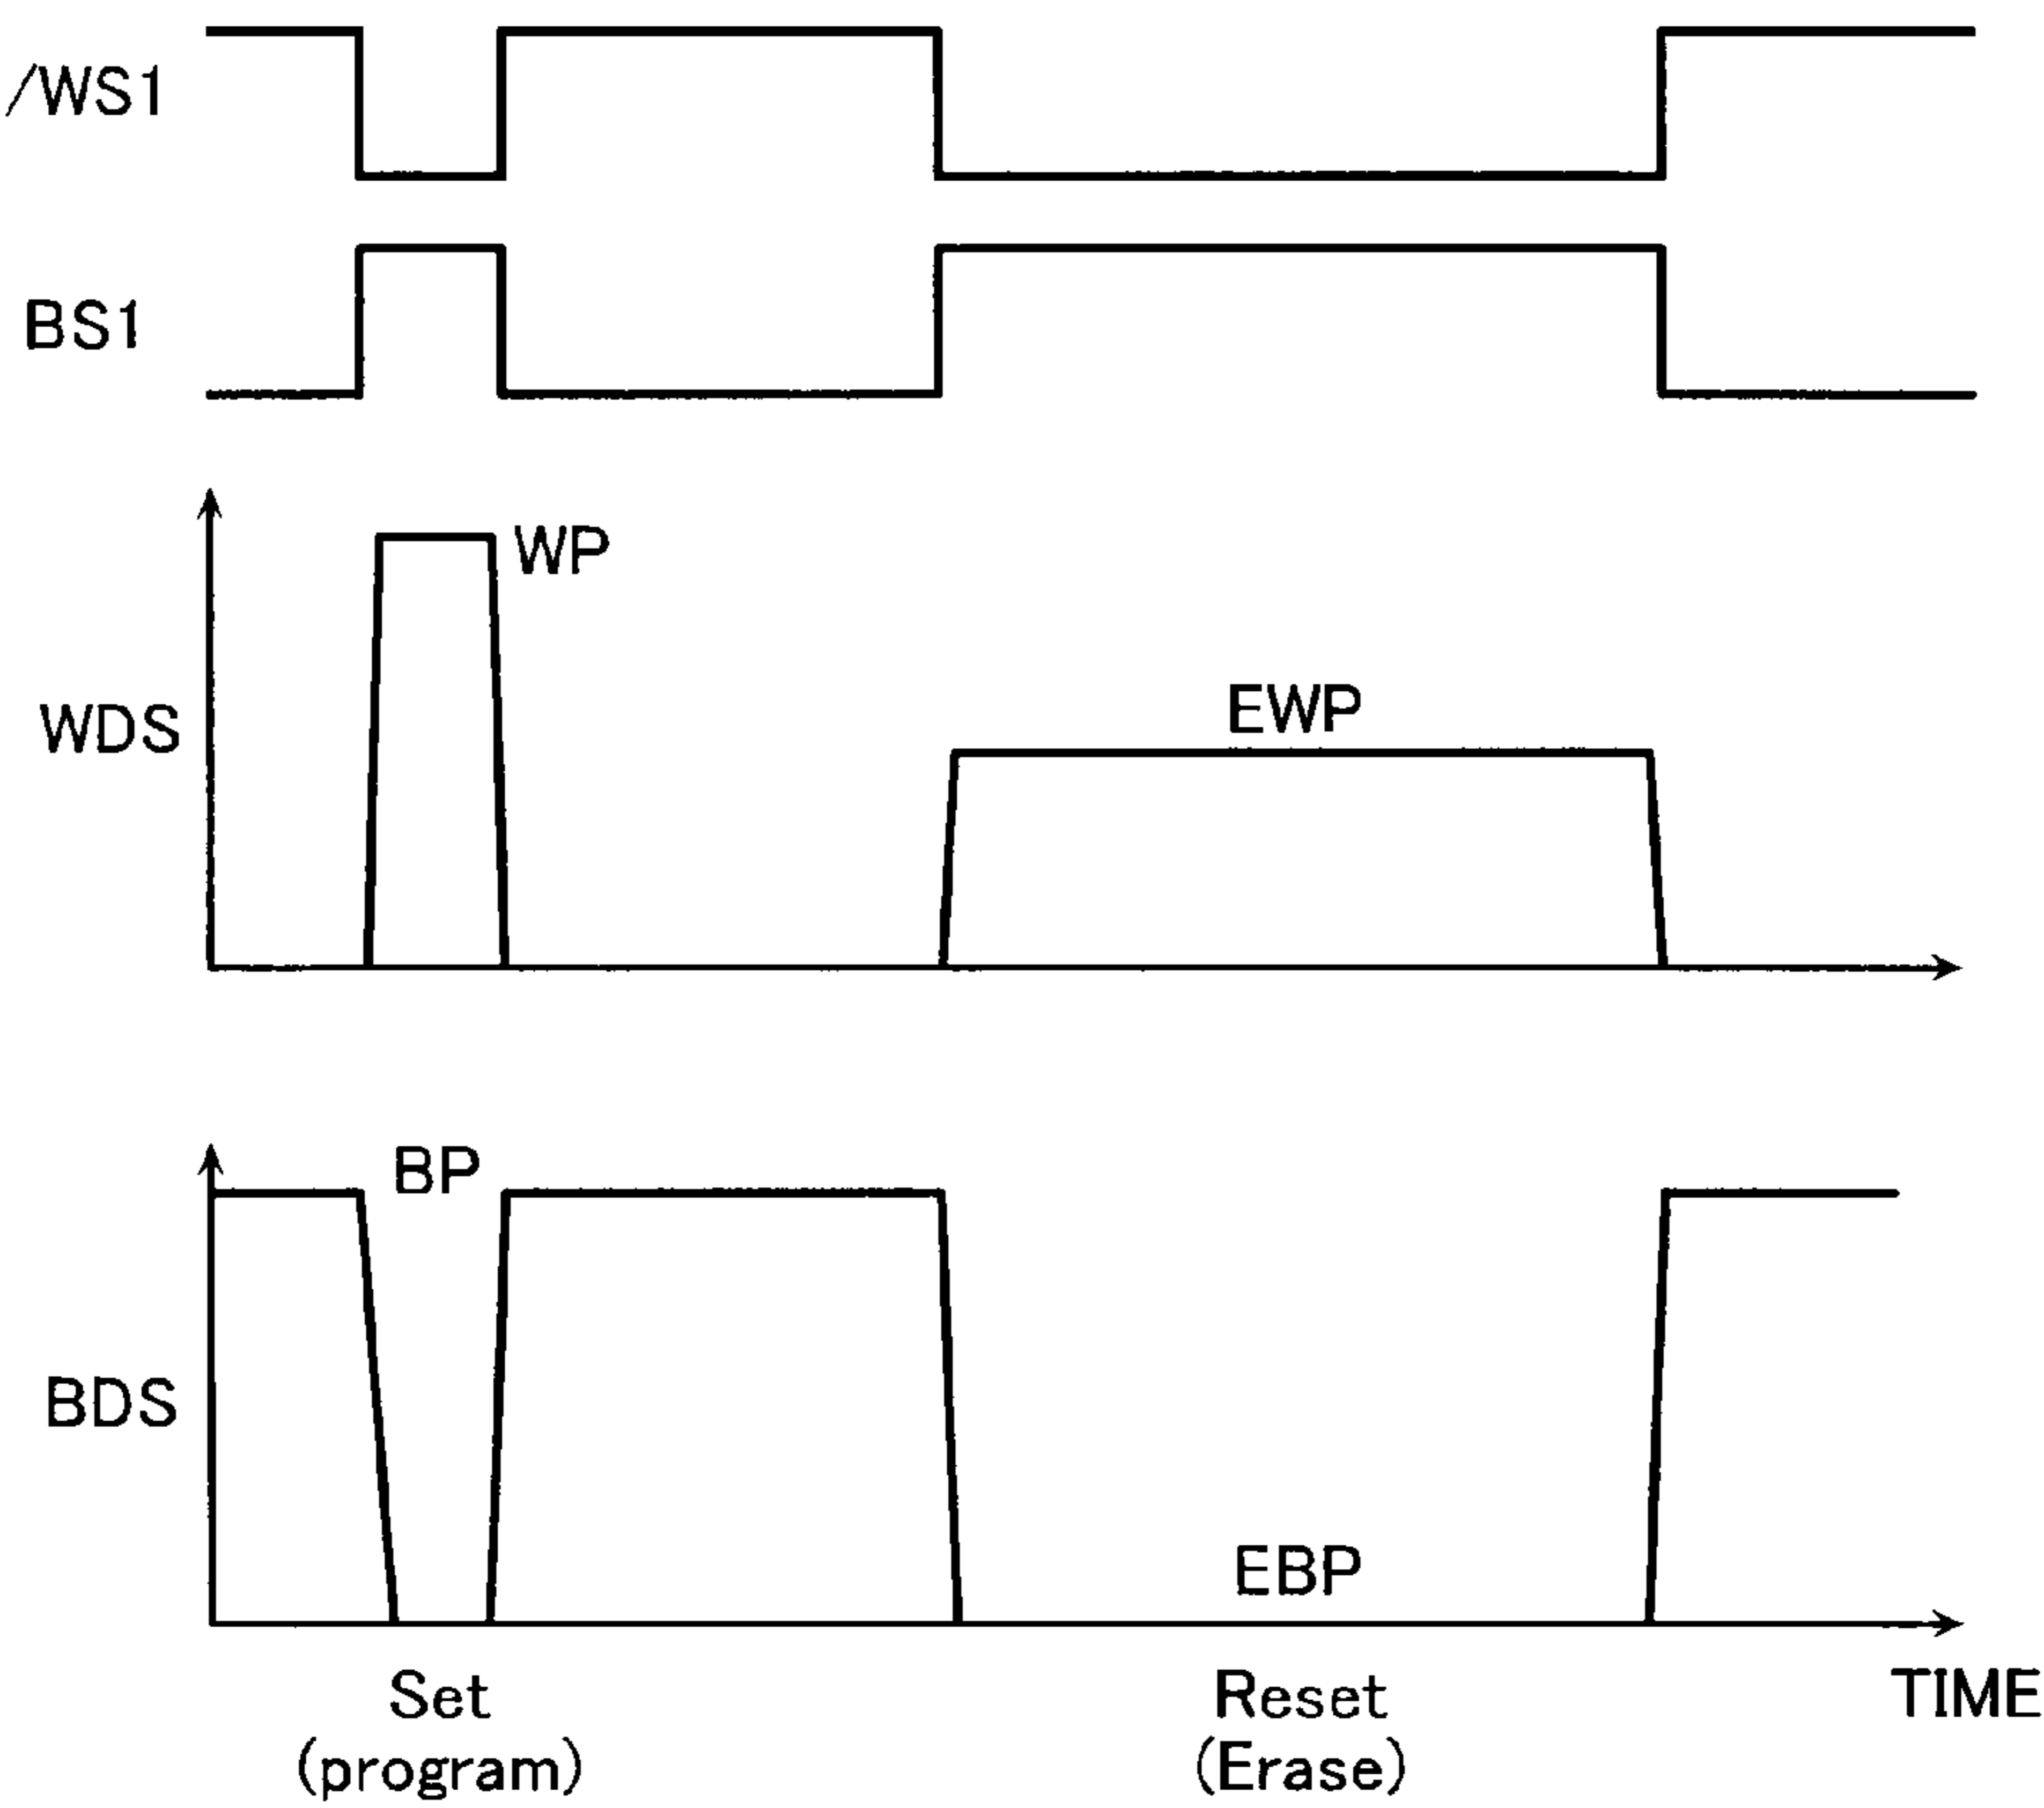 /WS1
BS1
WP
WDS
EWP
BP
BDS
EBP
Set
(program)
Reset
(Erase)
TIME